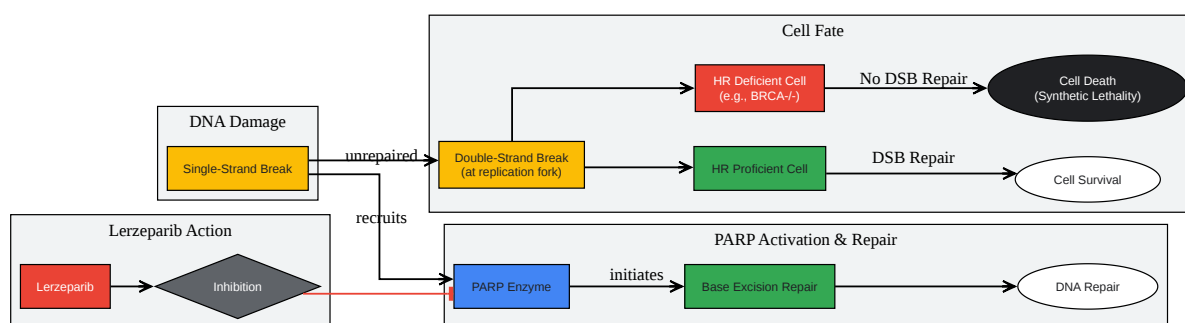 Cell Fate
HR Deficient Cell
(e.g., BRCA-/-)
No DSB Repair
Cell Death
(Synthetic Lethality)
DNA Damage
Single-Strand Break
unrepaired
Double-Strand Break
(at replication fork)
HR Proficient Cell
DSB Repair
Cell Survival
recruits
Lerzeparib Action
Lerzeparib
Inhibition
PARP Activation & Repair
PARP Enzyme
initiates
Base Excision Repair
DNA Repair